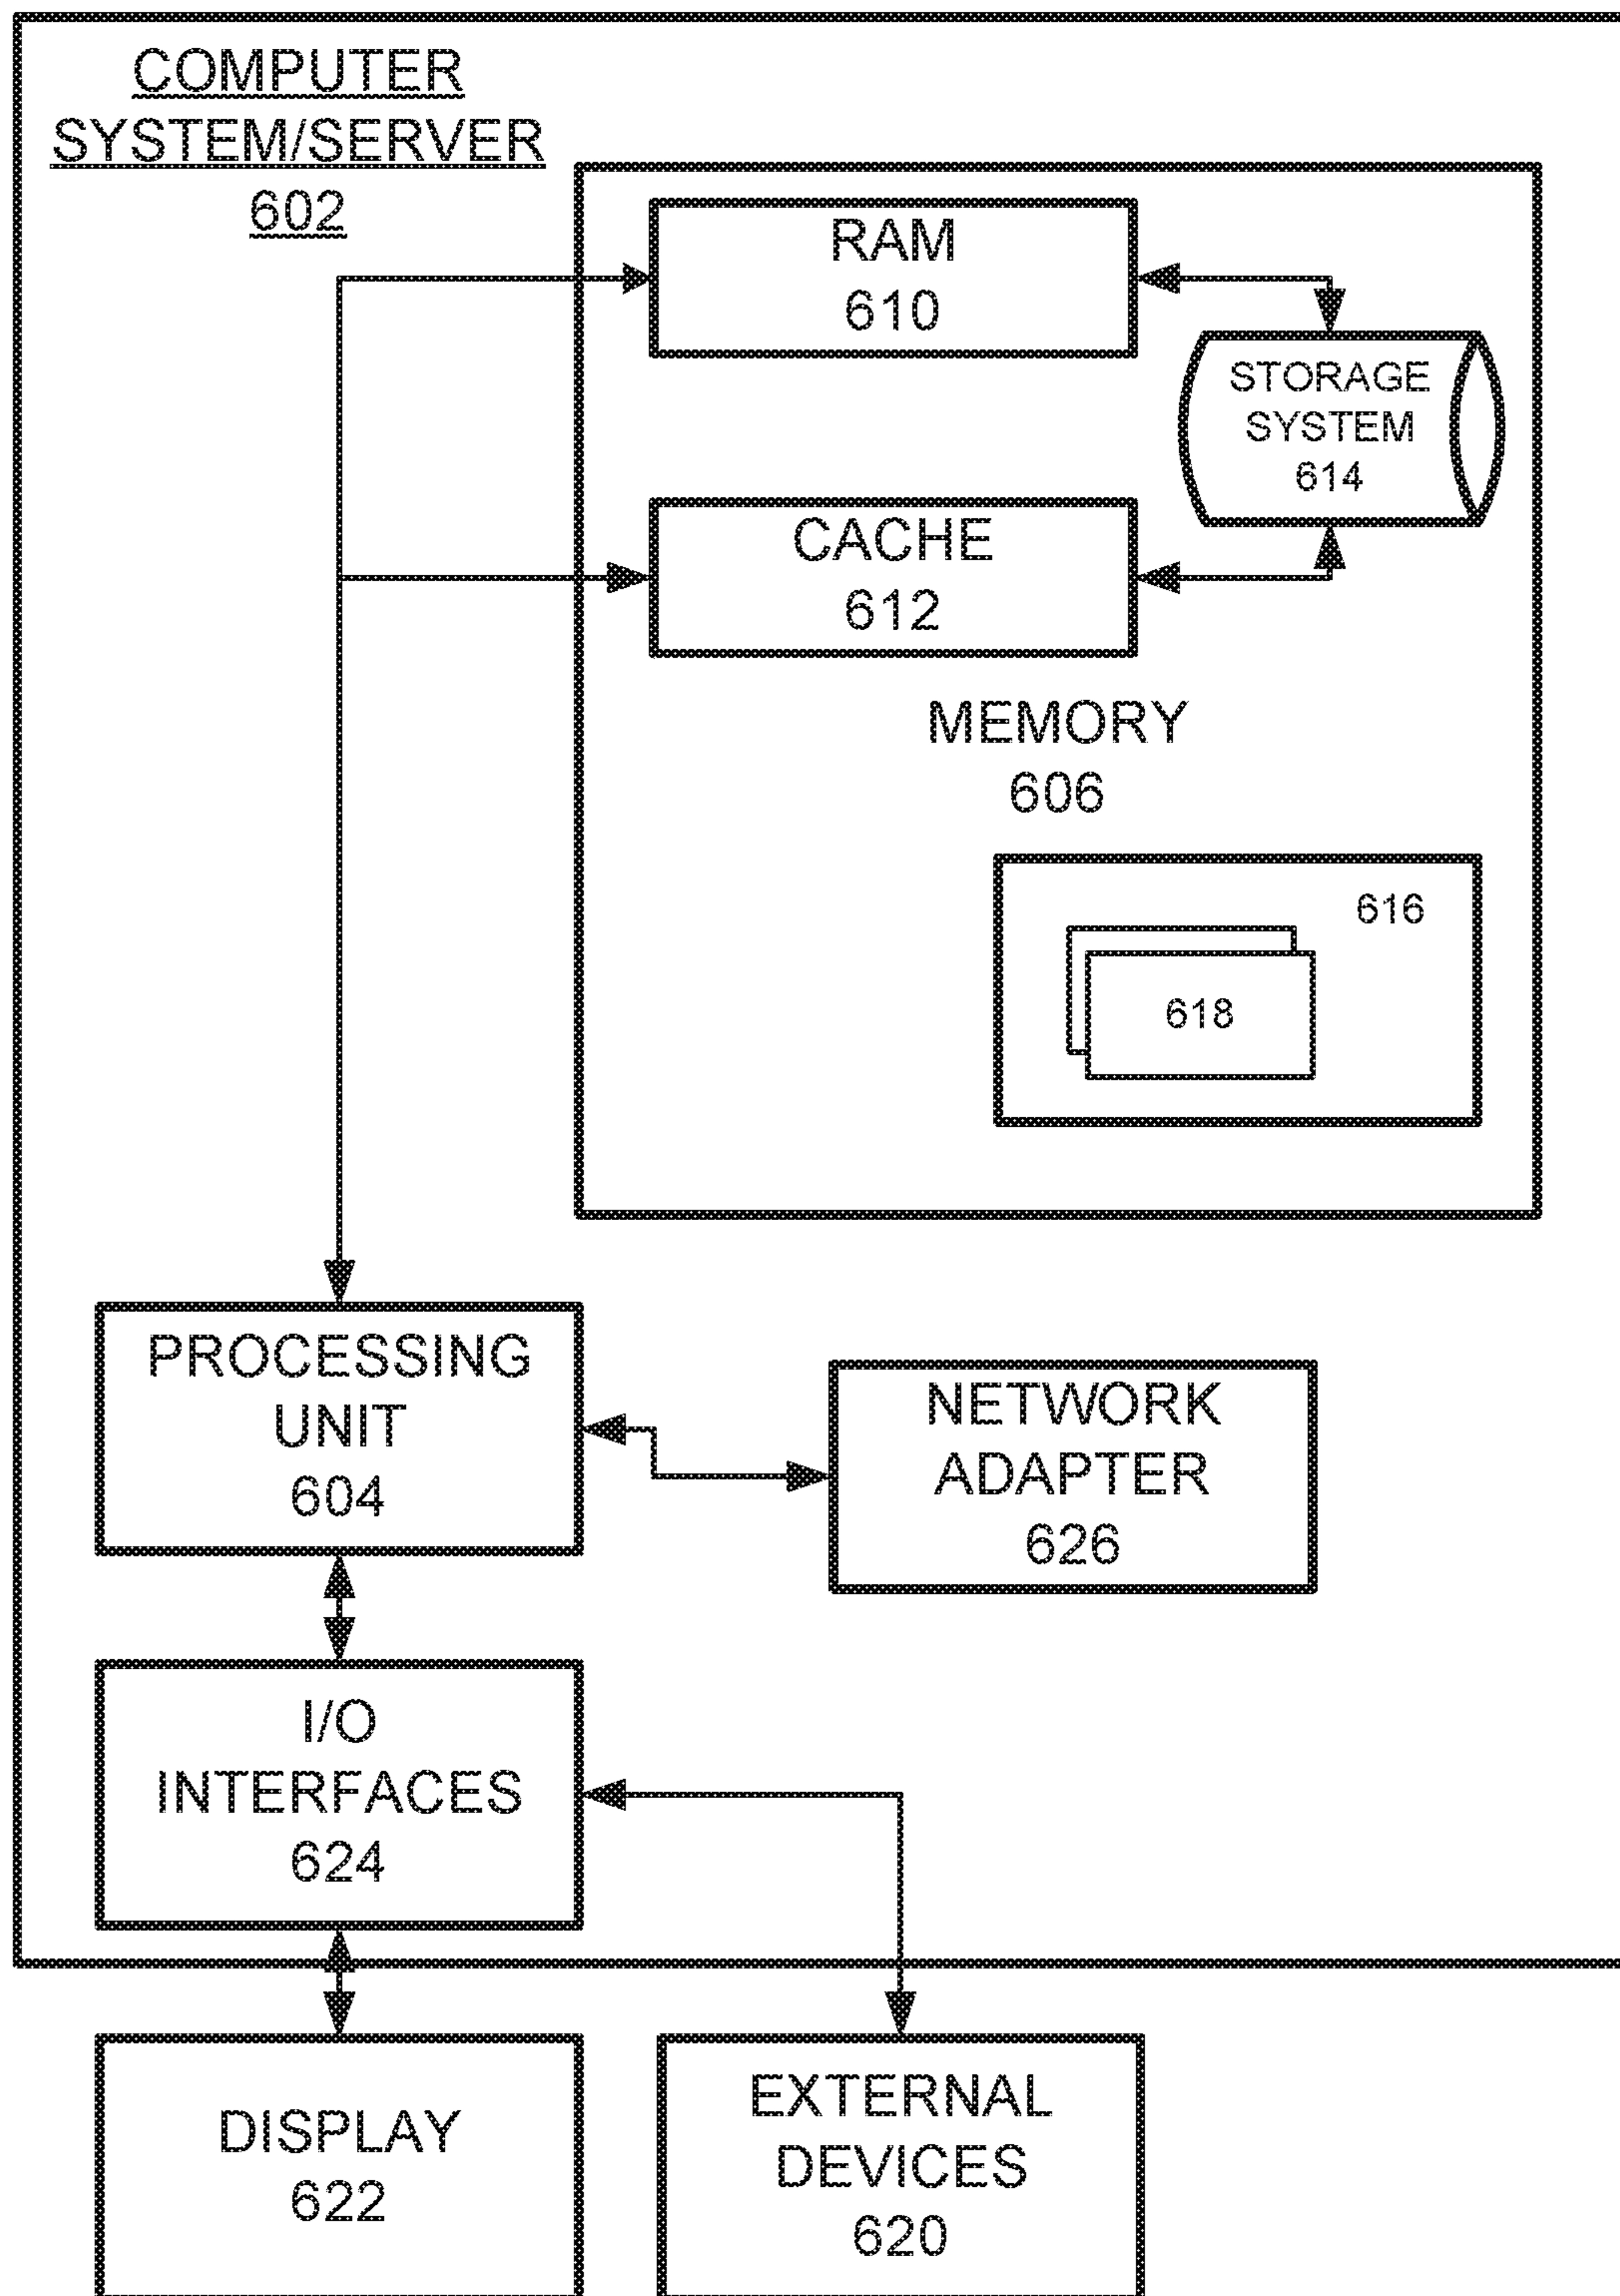 COMPUTER
SYSTEM/SERVER
602
RAM
610
STORAGE
SYSTEM
614
CACHE
612
MEMORY
606
616
618
PROCESSING
UNIT
604
NETWORK
ADAPTER
626
I/O
INTERFACES
624
DISPLAY
622
EXTERNAL
DEVICES
620